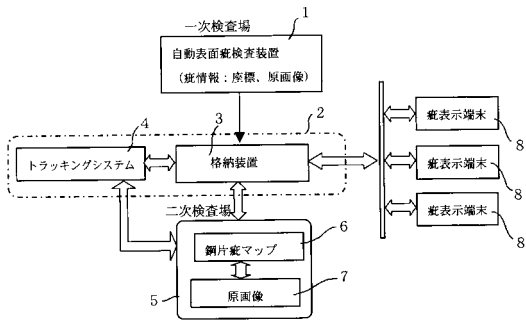 一次検査場
1
自動表面疵検査装置
(疵情報:座標、原画像)
2
4
3
トラッキングシステム
格納装置
疵表示端末
8
疵表示端末
8
疵表示端末
8
二次検査場
6
鋼片疵マップ
7
5
原画像